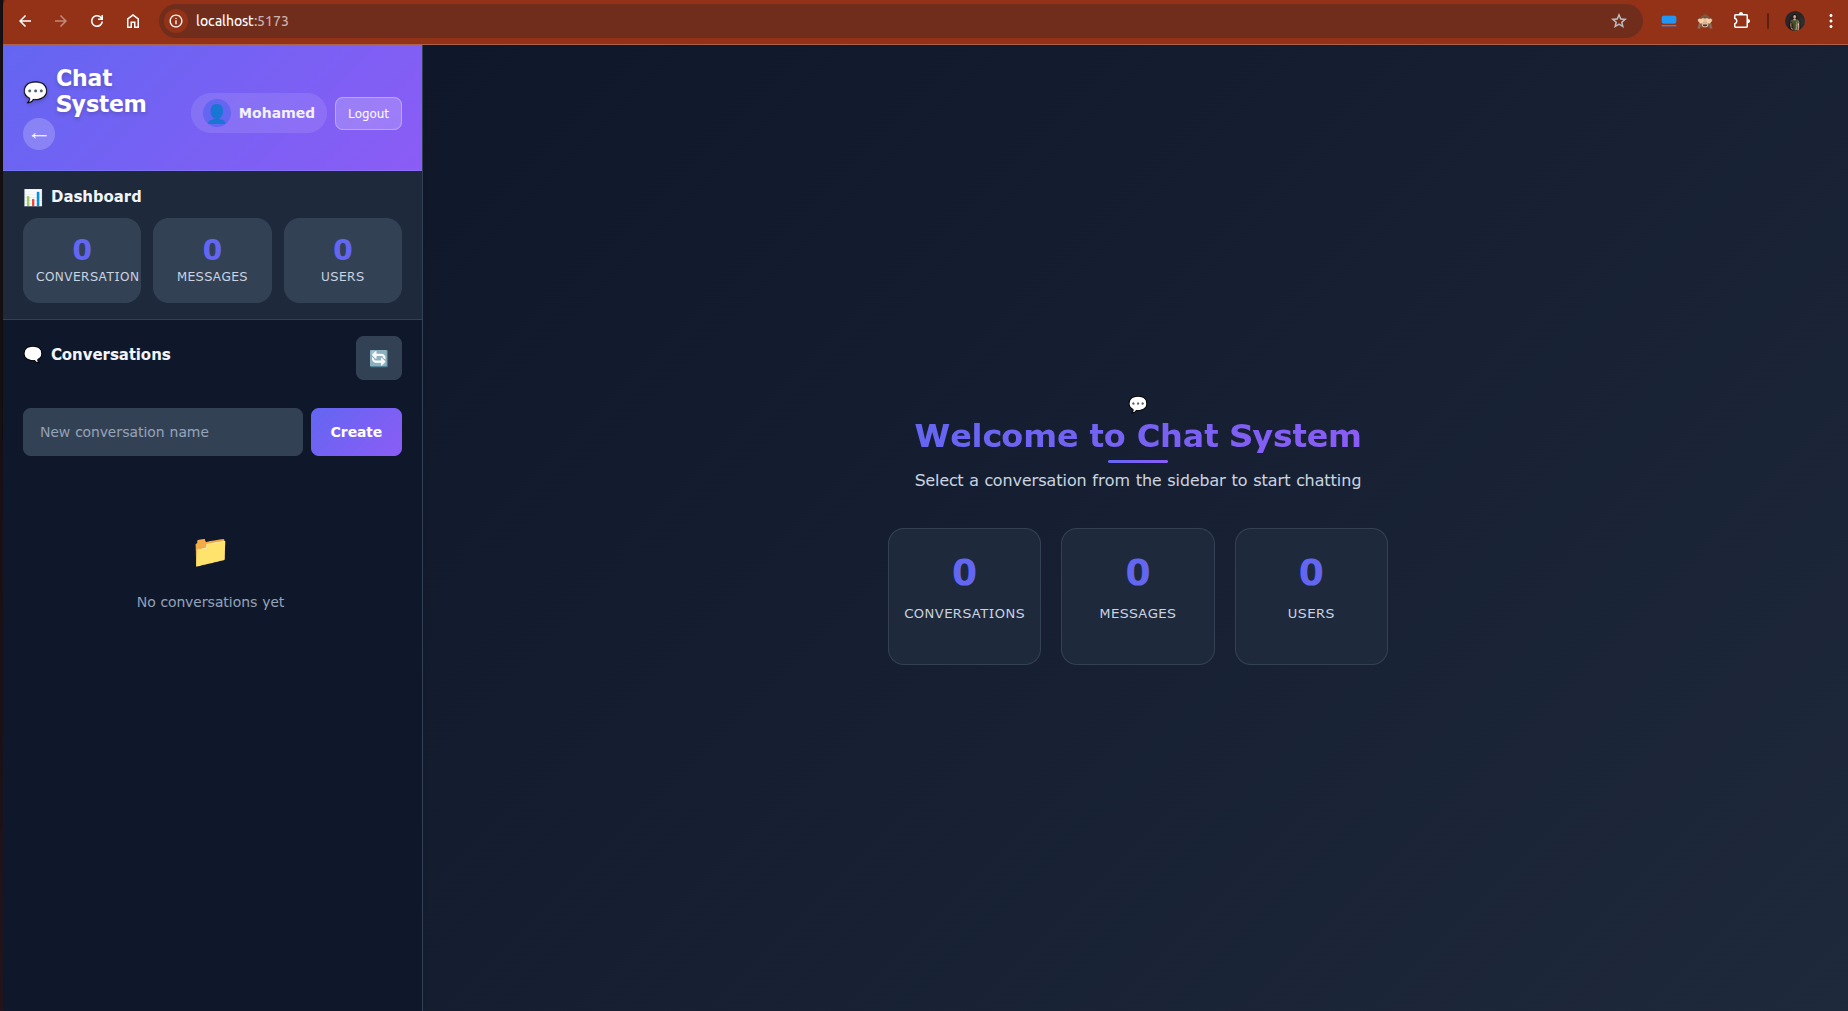 localhost:5173
Chat
System
←
Mohamed
Logout
Dashboard
0
CONVERSATION
0
MESSAGES
0
USERS
Conversations
New conversation name
Create
No conversations yet
Welcome to Chat System
Select a conversation from the sidebar to start chatting
0
CONVERSATIONS
0
MESSAGES
0
USERS